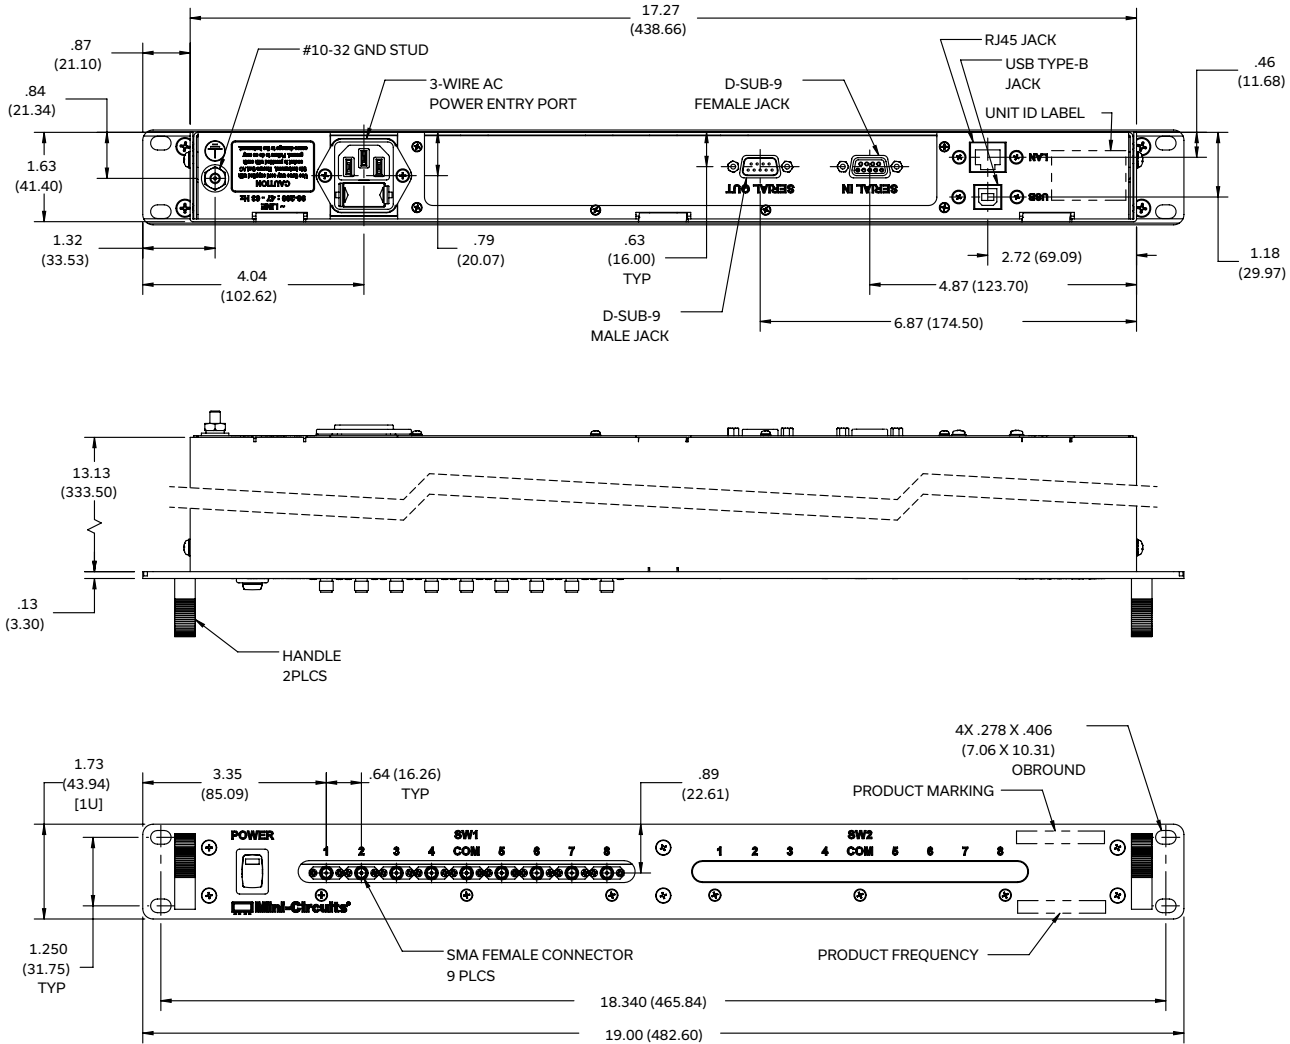 17.27
(438.66)
.87
(21.10)
#10-32 GND STUD
RJ45 JACK
USB TYPE-B
JACK
.46
(11.68)
.84
(21.34)
3-WIRE AC
POWER ENTRY PORT
D-SUB-9
FEMALE JACK
UNIT ID LABEL
1.63
(41.40)
CAUTION
~ LINE
SERIAL OUT
SERIAL IN
LAN
USB
1.32
(33.53)
4.04
(102.62)
.79
(20.07)
.63
(16.00)
TYP
2.72 (69.09)
1.18
(29.97)
4.87 (123.70)
D-SUB-9
MALE JACK
6.87 (174.50)
13.13
(333.50)
.13
(3.30)
HANDLE
2PLCS
1.73
(43.94)
[1U]
3.35
(85.09)
.64 (16.26)
TYP
.89
(22.61)
4X .278 X .406
(7.06 X 10.31)
OBROUND
PRODUCT MARKING
POWER
SW1
SW2
1 2 3 4 COM 5 6 7 8
1 2 3 4 COM 5 6 7 8
Mini-Circuits®
1.250
(31.75)
TYP
SMA FEMALE CONNECTOR
9 PLCS
PRODUCT FREQUENCY
18.340 (465.84)
19.00 (482.60)